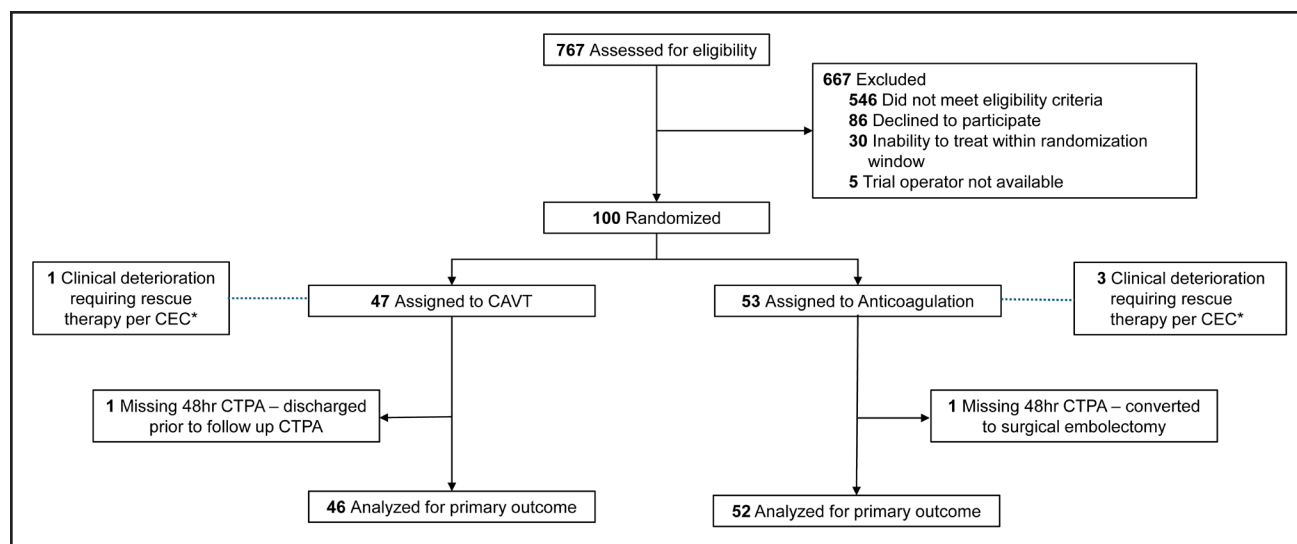 767 Assessed for eligibility
667 Excluded
546 Did not meet eligibility criteria
86 Declined to participate
30 Inability to treat within randomization
window
5 Trial operator not available
100 Randomized
1 Clinical deterioration
requiring rescue
therapy per CEC*
47 Assigned to CAVT
53 Assigned to Anticoagulation
3 Clinical deterioration
requiring rescue
therapy per CEC*
1 Missing 48hr CTPA – discharged
prior to follow up CTPA
1 Missing 48hr CTPA – converted
to surgical embolectomy
46 Analyzed for primary outcome
52 Analyzed for primary outcome